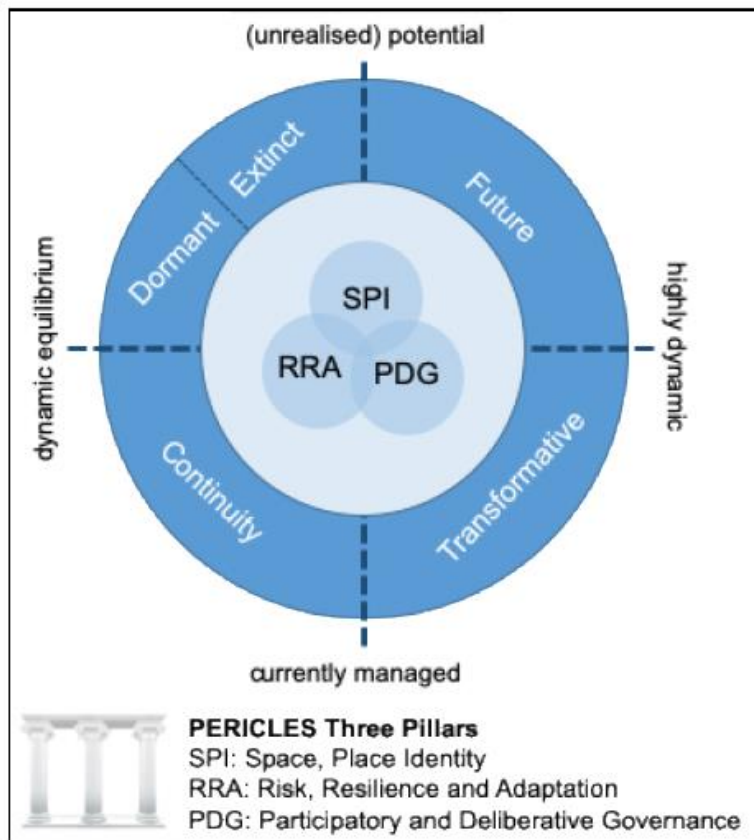 (unrealised) potential
Extinct
Dormant
Future
dynamic equilibrium
highly dynamic
SPI
RRA
PDG
Continuity
Transformative
currently managed
PERICLES Three Pillars
SPI: Space, Place Identity
RRA: Risk, Resilience and Adaptation
PDG: Participatory and Deliberative Governance